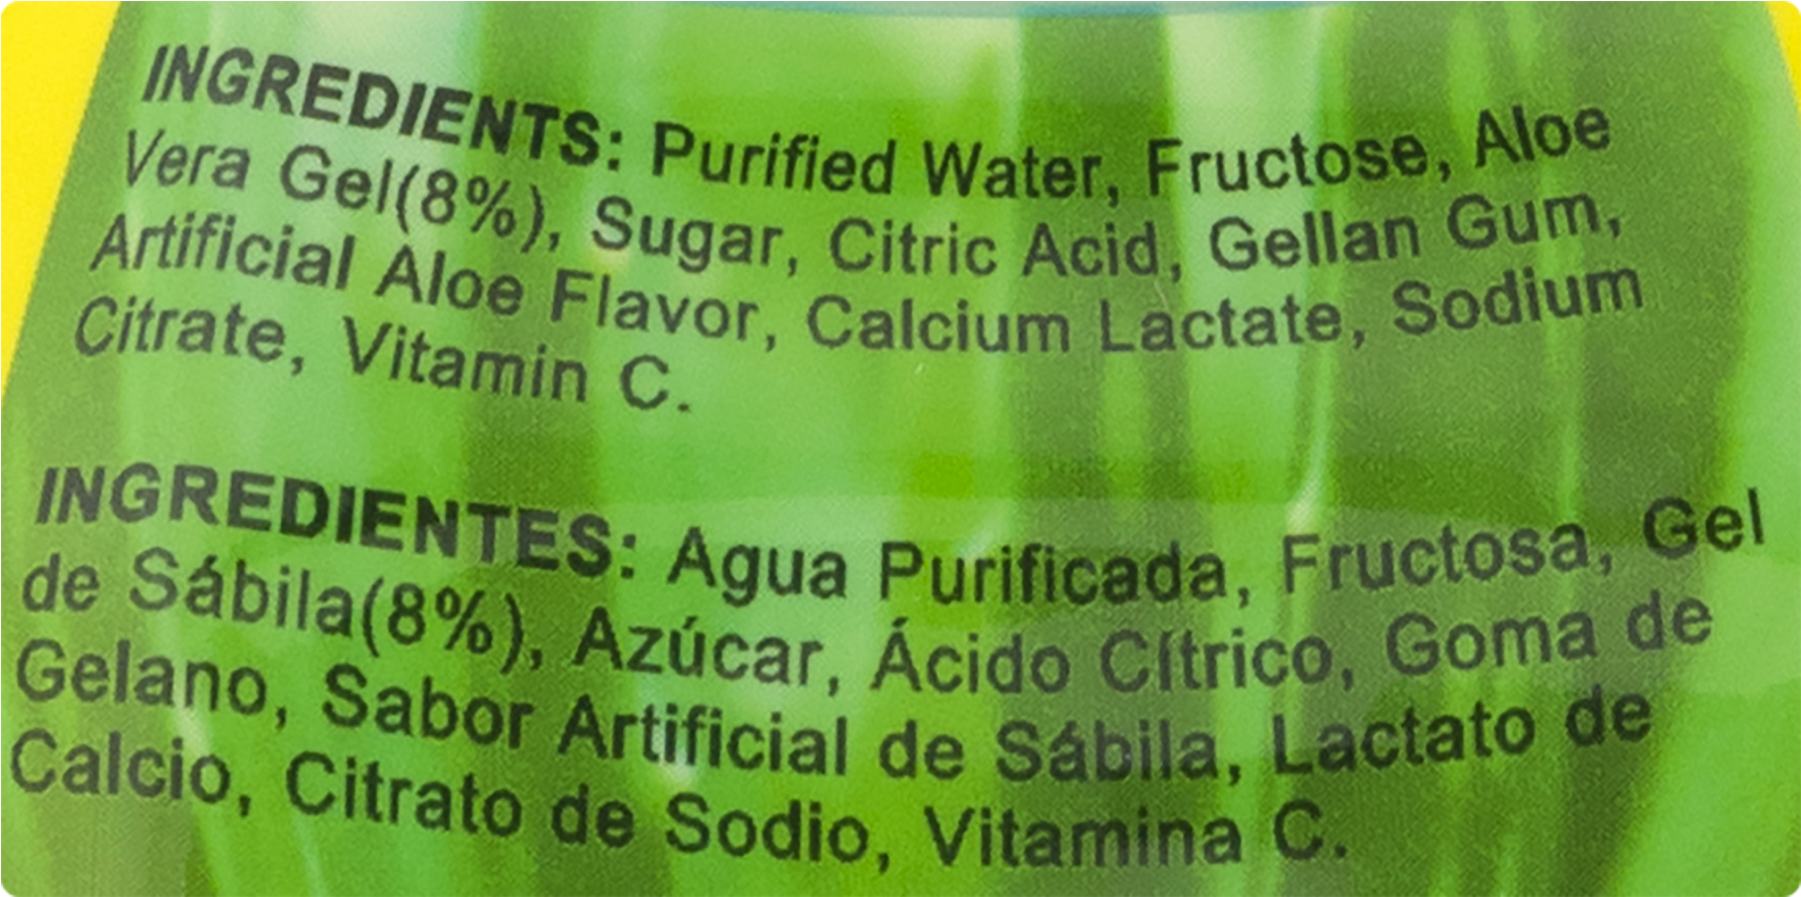 INGREDIENTS: Purified Water, Fructose, Aloe
Vera Gel(8%), Sugar, Citric Acid, Gellan Gum,
Artificial Aloe Flavor, Calcium Lactate, Sodium
Citrate, Vitamin C.
INGREDIENTES: Agua Purificada, Fructosa, Gel
de Sábila(8%), Azúcar, Ácido Cítrico, Goma de
Gelano, Sabor Artificial de Sábila, Lactato de
Calcio, Citrato de Sodio, Vitamina C.